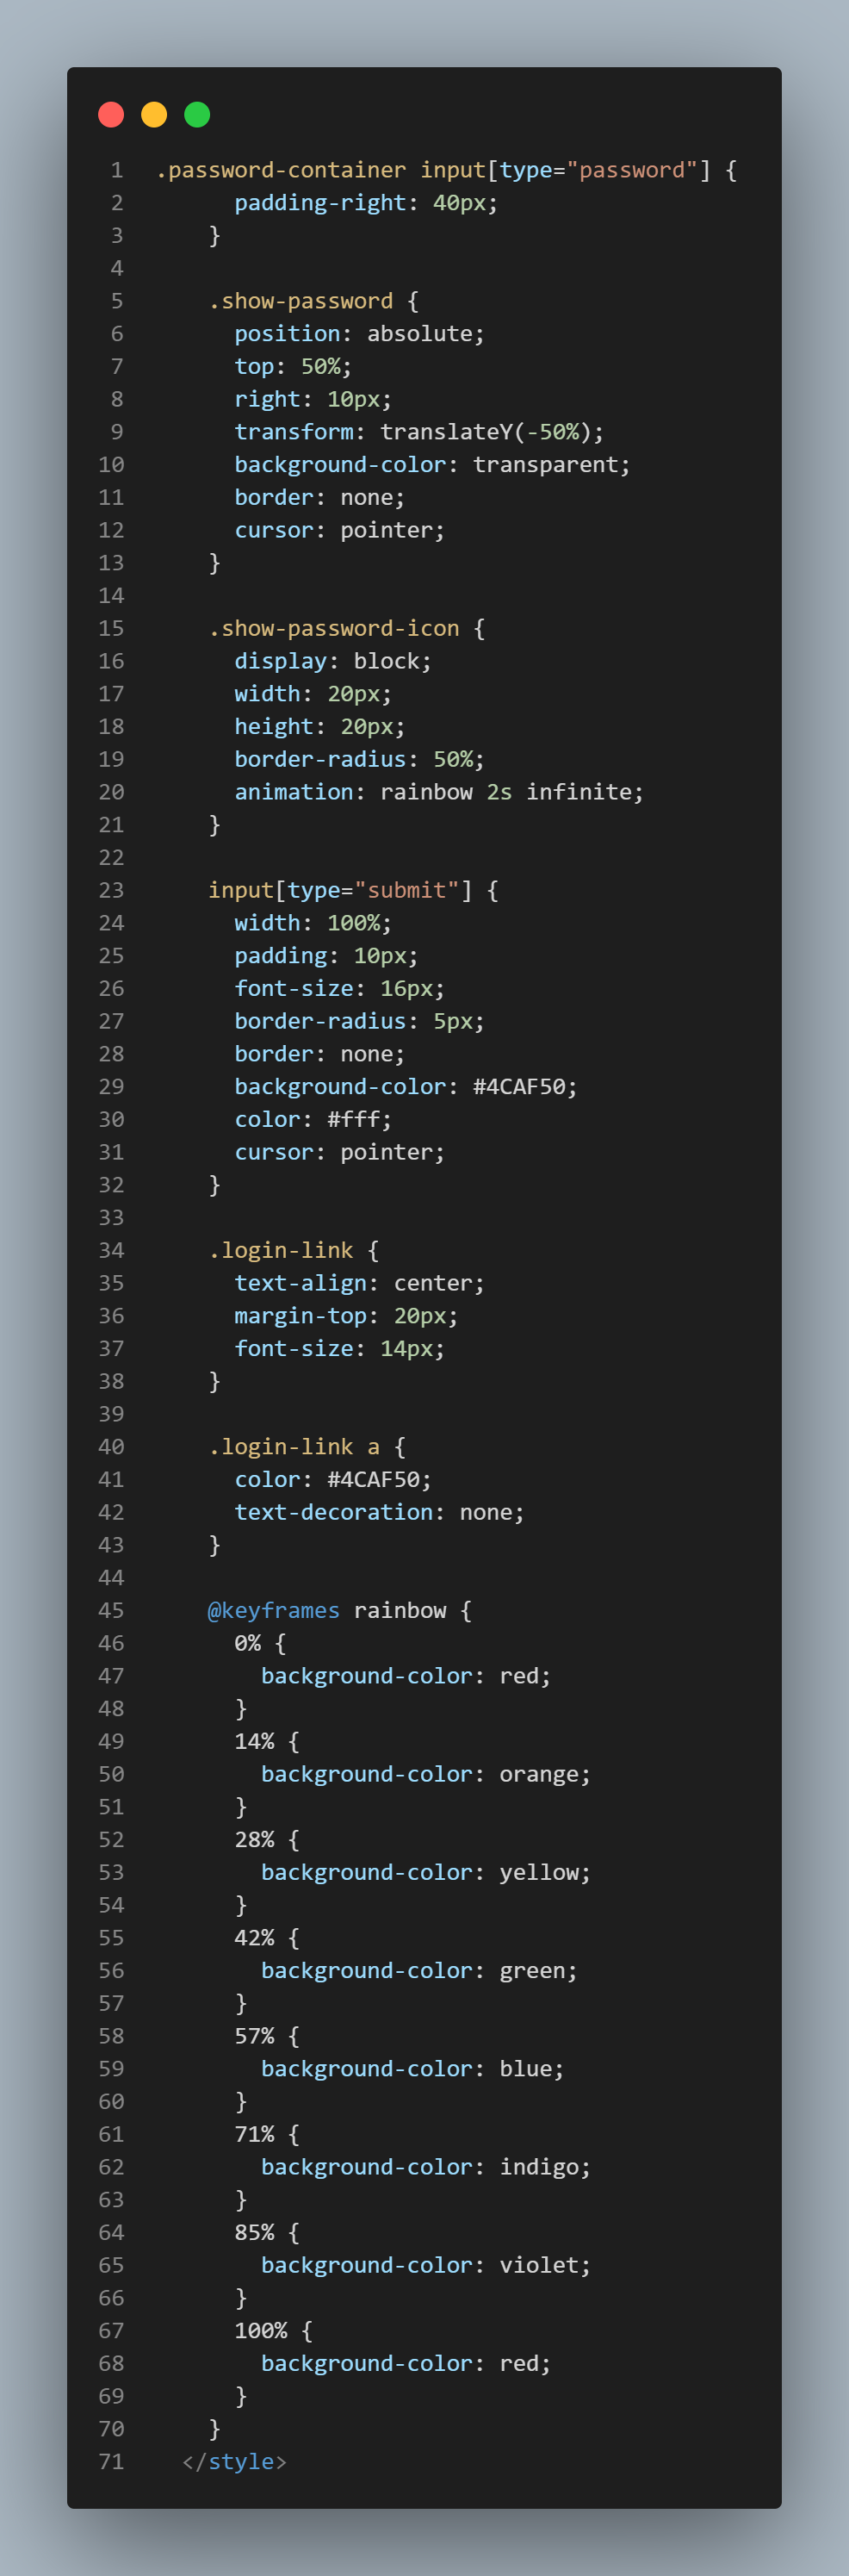 1 .password-container input[type="password"] {
2       padding-right: 40px;
3     }
4
5     .show-password {
6       position: absolute;
7       top: 50%;
8       right: 10px;
9       transform: translateY(-50%);
10       background-color: transparent;
11       border: none;
12       cursor: pointer;
13     }
14
15     .show-password-icon {
16       display: block;
17       width: 20px;
18       height: 20px;
19       border-radius: 50%;
20       animation: rainbow 2s infinite;
21     }
22
23     input[type="submit"] {
24       width: 100%;
25       padding: 10px;
26       font-size: 16px;
27       border-radius: 5px;
28       border: none;
29       background-color: #4CAF50;
30       color: #fff;
31       cursor: pointer;
32     }
33
34     .login-link {
35       text-align: center;
36       margin-top: 20px;
37       font-size: 14px;
38     }
39
40     .login-link a {
41       color: #4CAF50;
42       text-decoration: none;
43     }
44
45     @keyframes rainbow {
46       0% {
47         background-color: red;
48       }
49       14% {
50         background-color: orange;
51       }
52       28% {
53         background-color: yellow;
54       }
55       42% {
56         background-color: green;
57       }
58       57% {
59         background-color: blue;
60       }
61       71% {
62         background-color: indigo;
63       }
64       85% {
65         background-color: violet;
66       }
67       100% {
68         background-color: red;
69       }
70     }
71   </style>